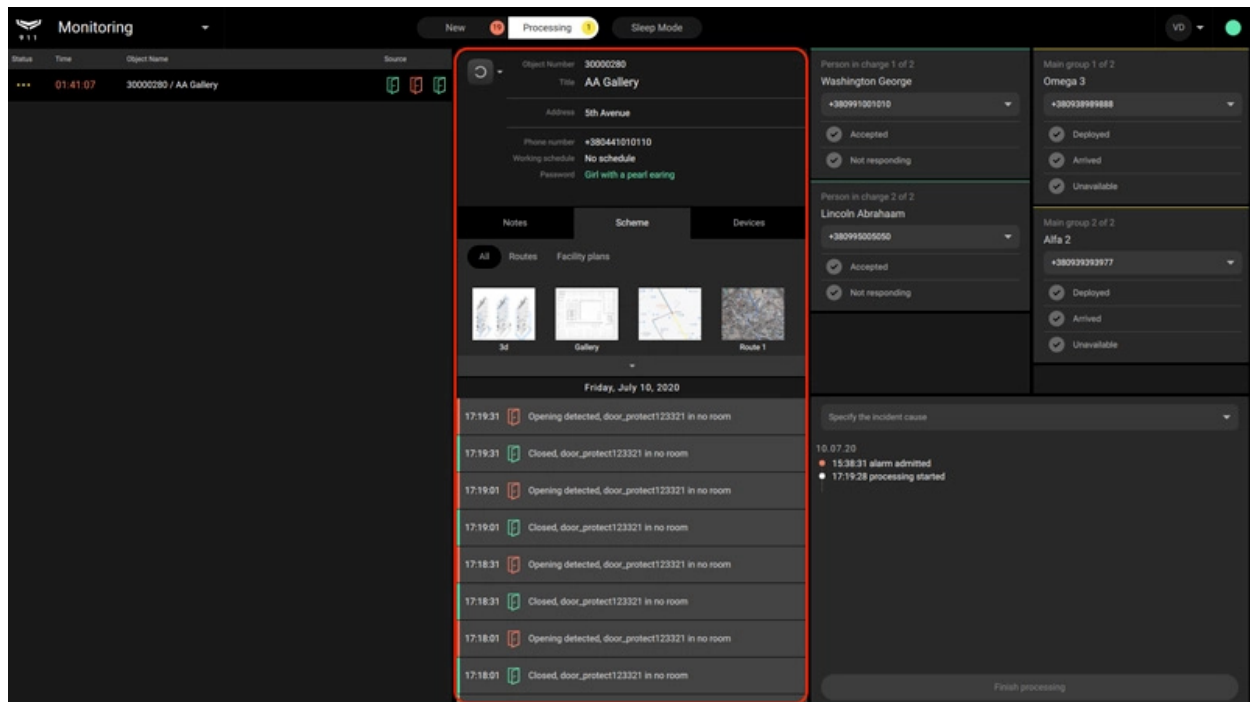 911
Monitoring
New 19
Processing 1
Sleep Mode
VD
Status Time Object Name Source
01:41:07 30000280 / AA Gallery
Object Number 30000280
Title AA Gallery
Address 5th Avenue
Phone number +380441010110
Working schedule No schedule
Password Girl with a pearl earing
Notes Scheme Devices
All Routes Facility plans
3d Gallery Route 1
Friday, July 10, 2020
17:19:31 Opening detected, door_protect123321 in no room
17:19:31 Closed, door_protect123321 in no room
17:19:01 Opening detected, door_protect123321 in no room
17:19:01 Closed, door_protect123321 in no room
17:18:31 Opening detected, door_protect123321 in no room
17:18:31 Closed, door_protect123321 in no room
17:18:01 Opening detected, door_protect123321 in no room
17:18:01 Closed, door_protect123321 in no room
Person in charge 1 of 2
Washington George
+380991001010
Accepted
Not responding
Person in charge 2 of 2
Lincoln Abrahaam
+380995005050
Accepted
Not responding
Main group 1 of 2
Omega 3
+380938989888
Deployed
Arrived
Unavailable
Main group 2 of 2
Alfa 2
+380939393977
Deployed
Arrived
Unavailable
Specify the incident cause
10.07.20
15:38:31 alarm admitted
17:19:28 processing started
Finish processing